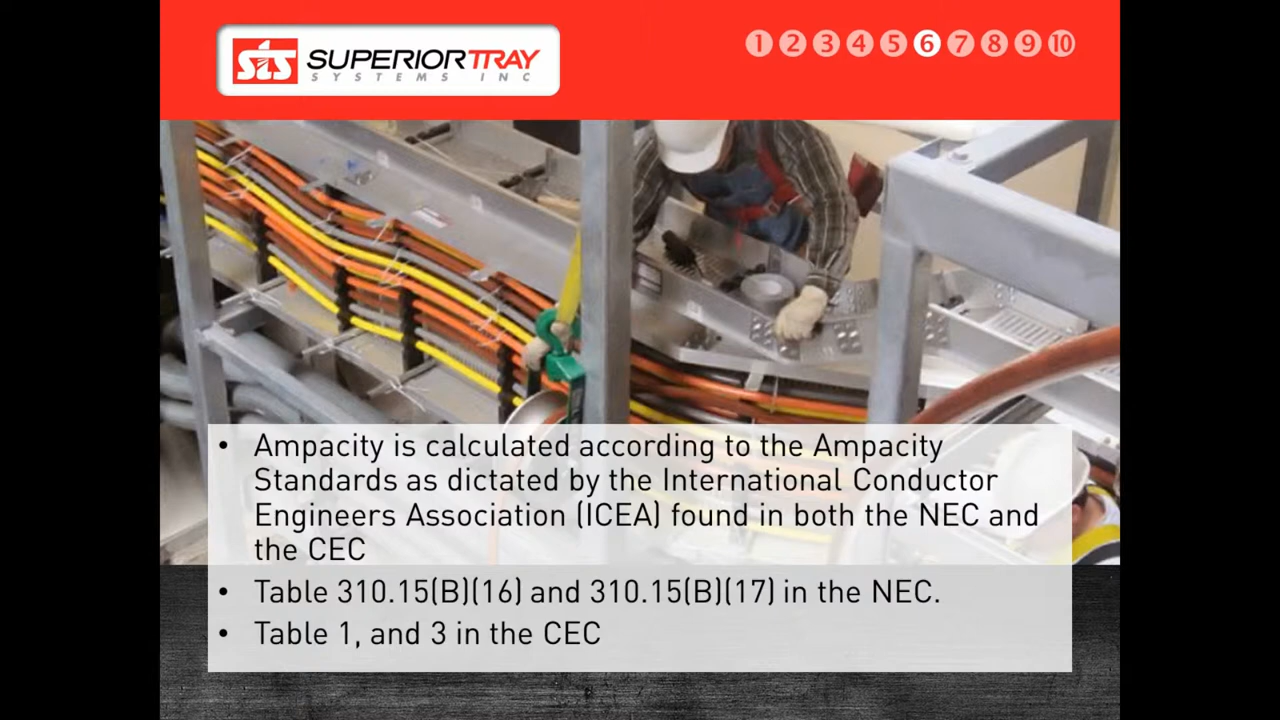 sts SUPERIORTRAY
SYSTEMS INC
1 2 3 4 5 6 7 8 9 10
• Ampacity is calculated according to the Ampacity
Standards as dictated by the International Conductor
Engineers Association (ICEA) found in both the NEC and
the CEC
• Table 310.15(B)(16) and 310.15(B)(17) in the NEC.
• Table 1, and 3 in the CEC